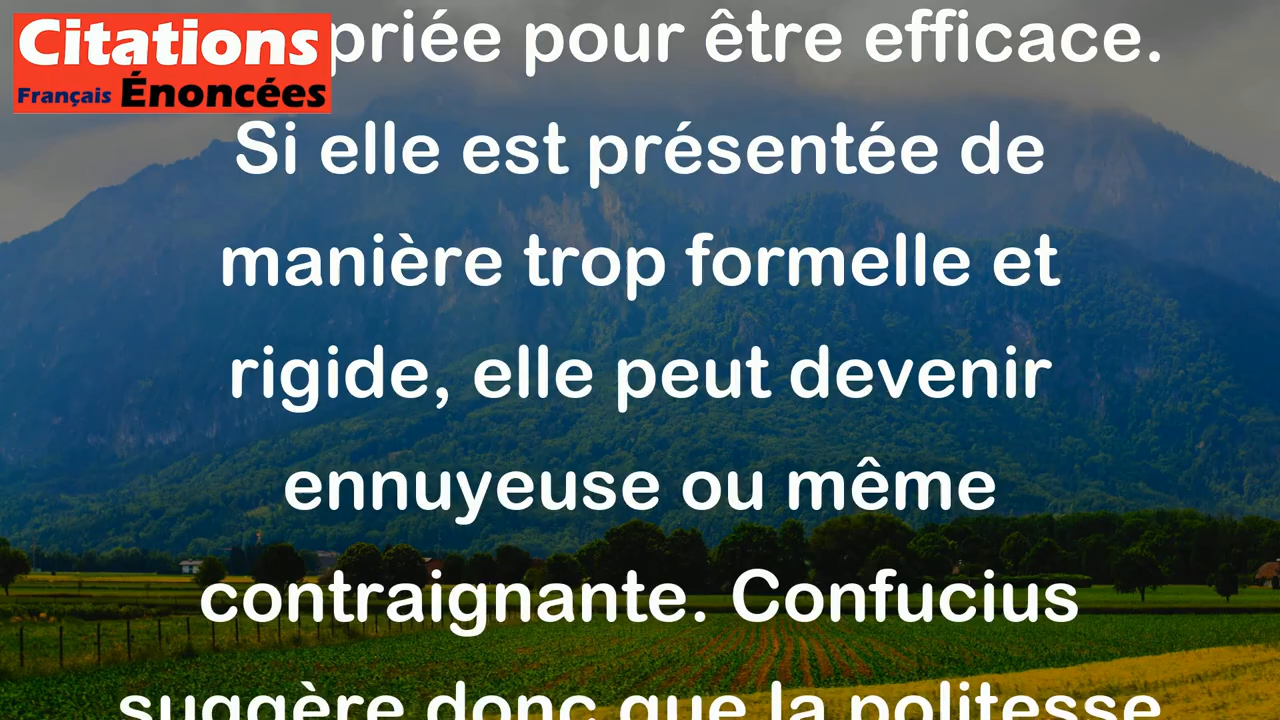 Citations
Français Énoncées
priée pour être efficace.
Si elle est présentée de
manière trop formelle et
rigide, elle peut devenir
ennuyeuse ou même
contraignante. Confucius
suggère donc que la politesse